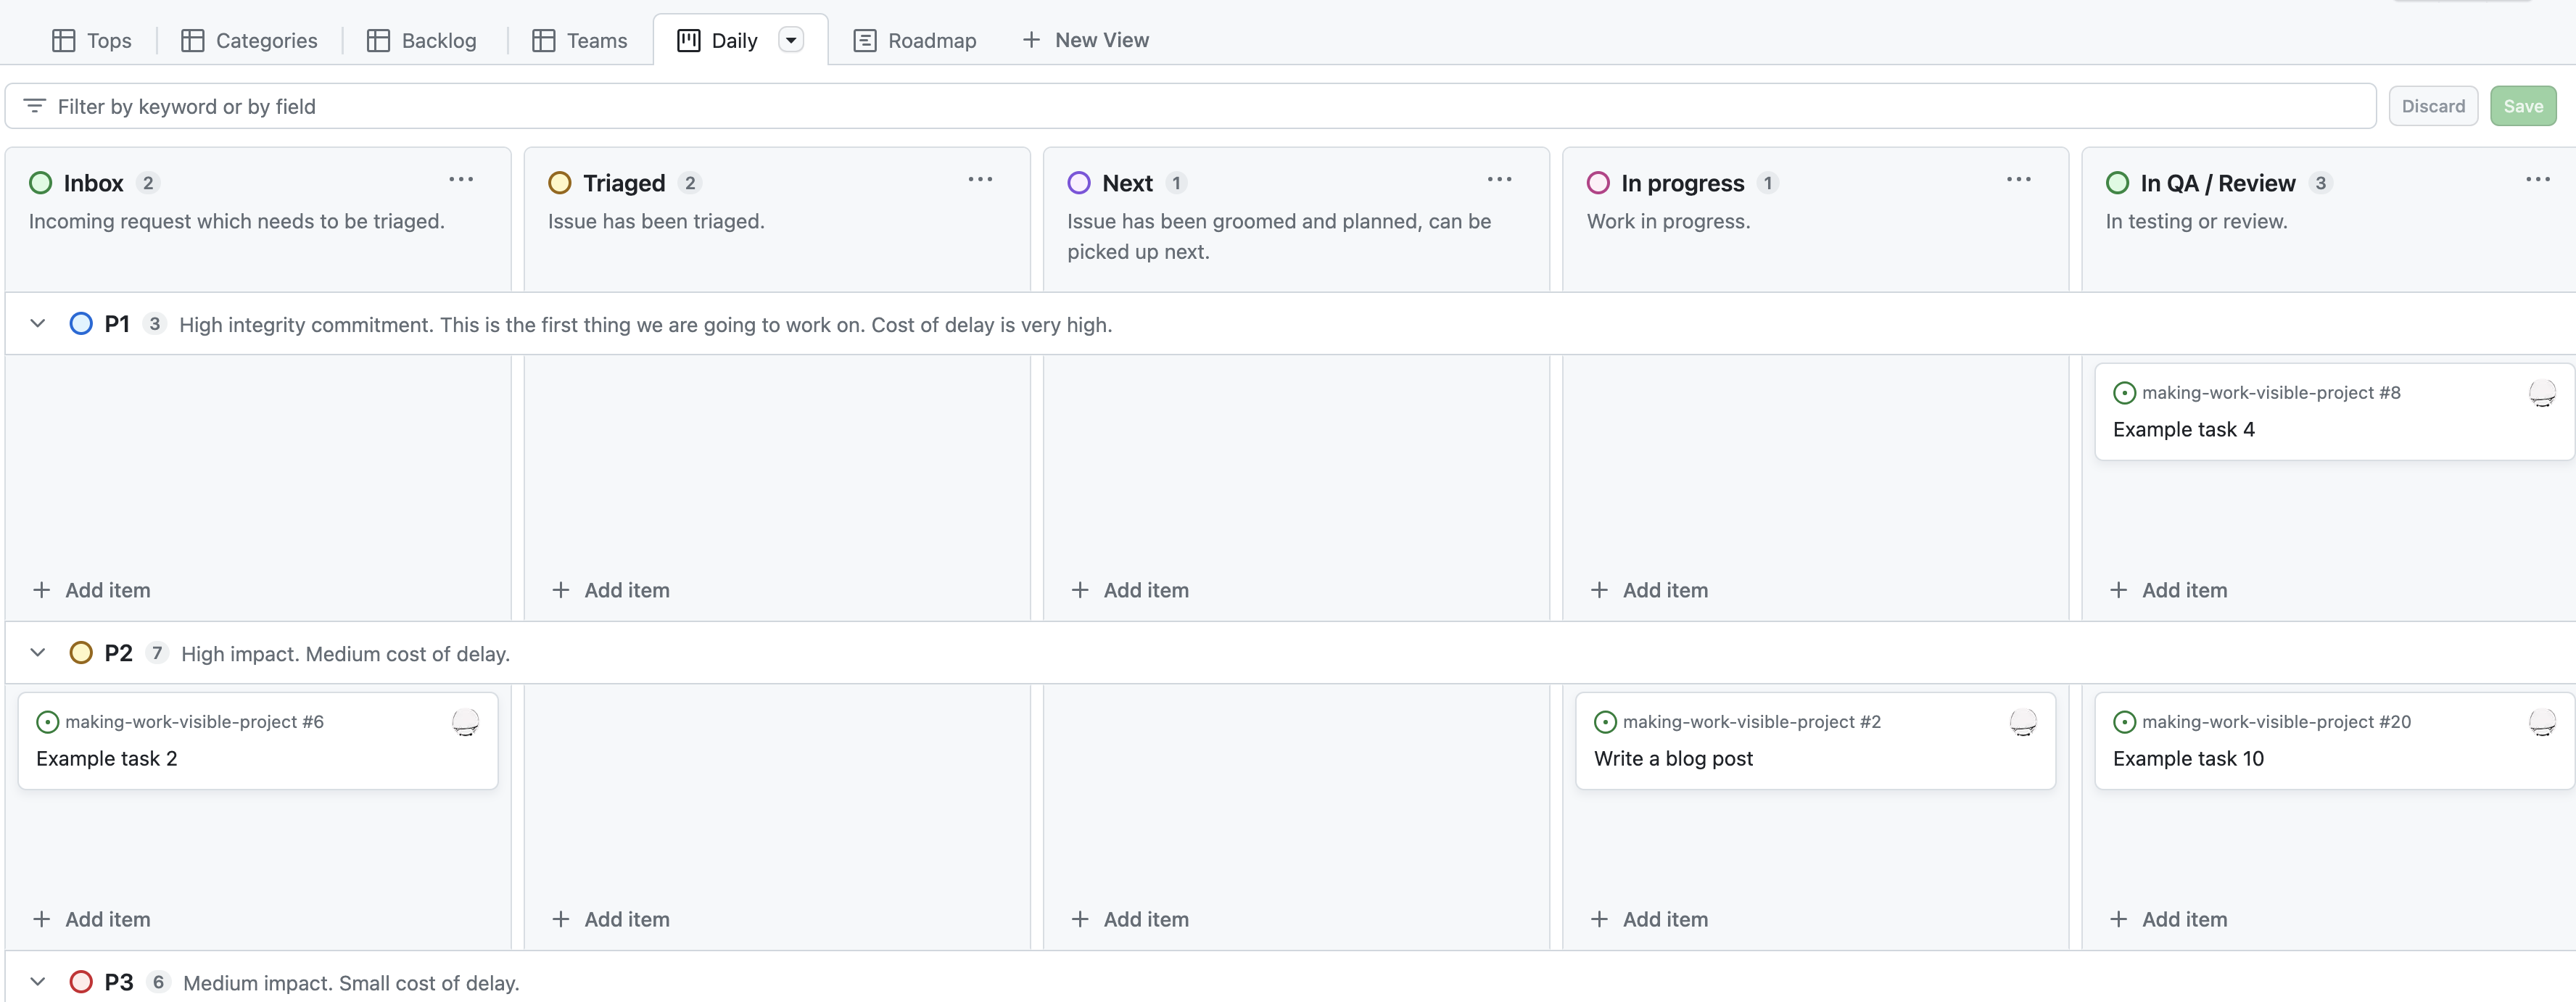 Tops
Categories
Backlog
Teams
Daily
Roadmap
New View
Filter by keyword or by field
Discard
Save
Inbox 2
Incoming request which needs to be triaged.
Triaged 2
Issue has been triaged.
Next 1
Issue has been groomed and planned, can be
picked up next.
In progress 1
Work in progress.
In QA / Review 3
In testing or review.
P1 3 High integrity commitment. This is the first thing we are going to work on. Cost of delay is very high.
making-work-visible-project #8
Example task 4
Add item
Add item
Add item
Add item
Add item
P2 7 High impact. Medium cost of delay.
making-work-visible-project #6
Example task 2
making-work-visible-project #2
Write a blog post
making-work-visible-project #20
Example task 10
Add item
Add item
Add item
Add item
Add item
P3 6 Medium impact. Small cost of delay.